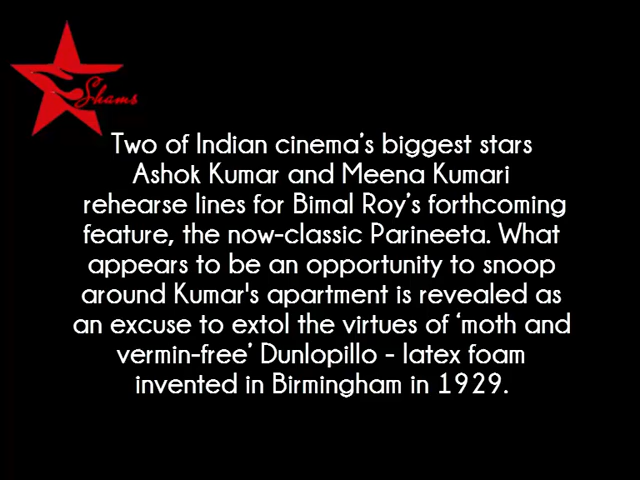 Shams
Two of Indian cinema's biggest stars
Ashok Kumar and Meena Kumari
rehearse lines for Bimal Roy's forthcoming
feature, the now-classic Parineeta. What
appears to be an opportunity to snoop
around Kumar's apartment is revealed as
an excuse to extol the virtues of ‘moth and
vermin-free’ Dunlopillo - latex foam
invented in Birmingham in 1929.